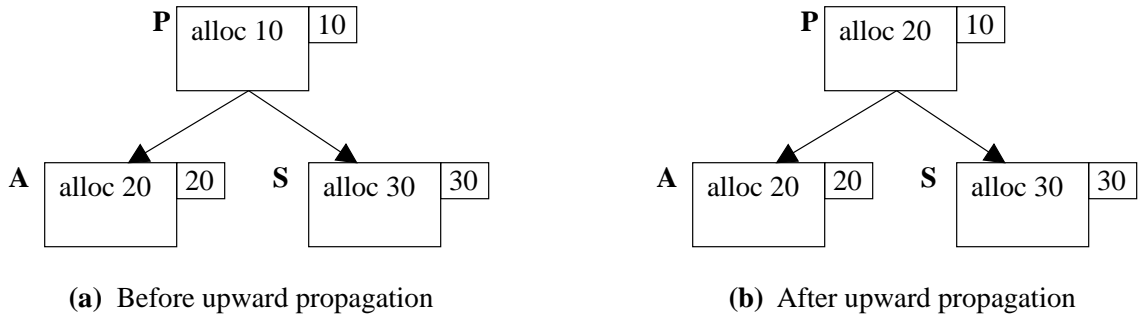 P alloc 10 10 P alloc 20 10
A alloc 20 20 S alloc 30 30 A alloc 20 20 S alloc 30 30
(a) Before upward propagation (b) After upward propagation